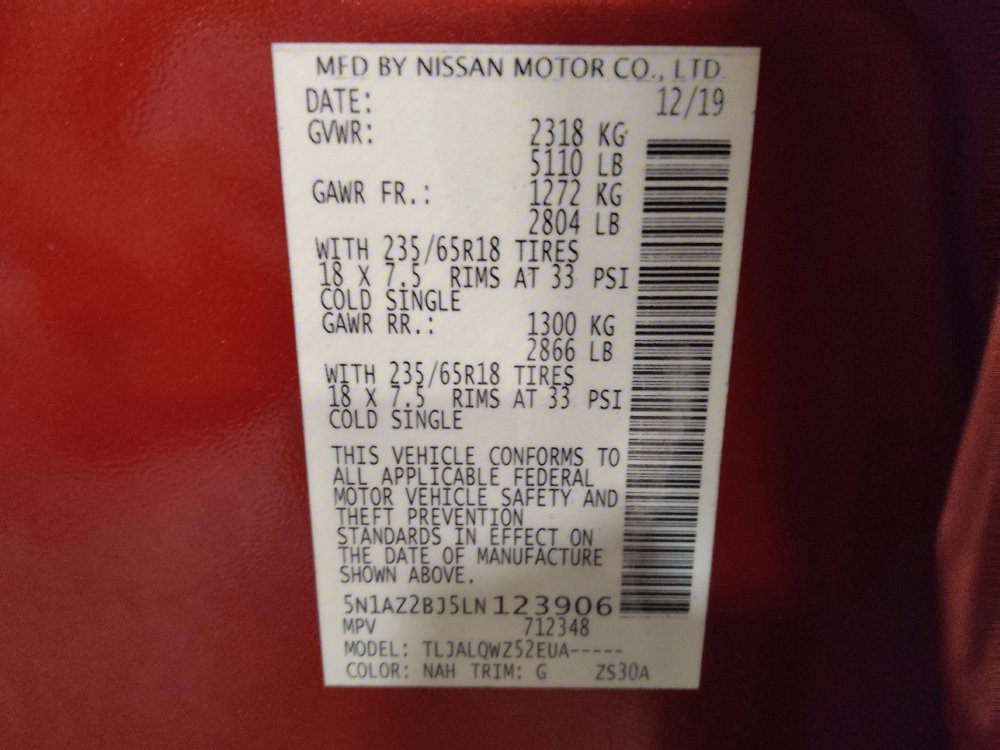 MFD BY NISSAN MOTOR CO., LTD.
DATE: 12/19
GVWR: 2318 KG
5110 LB
GAWR FR.: 1272 KG
2804 LB
WITH 235/65R18 TIRES
18 X 7.5 RIMS AT 33 PSI
COLD SINGLE
GAWR RR.: 1300 KG
2866 LB
WITH 235/65R18 TIRES
18 X 7.5 RIMS AT 33 PSI
COLD SINGLE
THIS VEHICLE CONFORMS TO
ALL APPLICABLE FEDERAL
MOTOR VEHICLE SAFETY AND
THEFT PREVENTION
STANDARDS IN EFFECT ON
THE DATE OF MANUFACTURE
SHOWN ABOVE.
5N1AZ2BJ5LN123906
MPV 712348
MODEL: TLJALQWZ52EUA-----
COLOR: NAH TRIM: G ZS30A